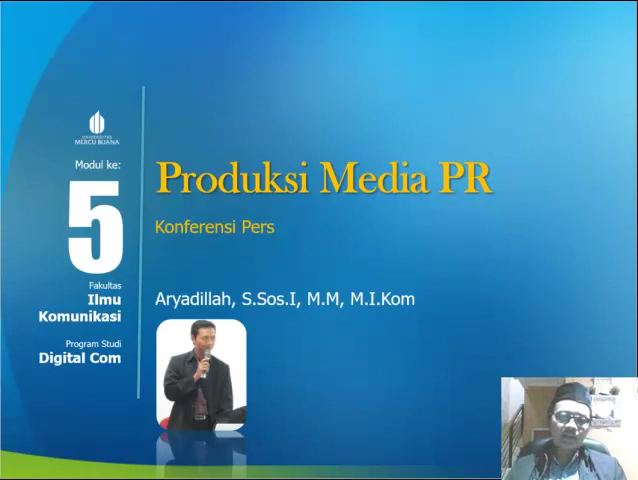 UNIVERSITAS
MERCU BUANA
Modul ke:
5
Fakultas
Ilmu
Komunikasi
Program Studi
Digital Com
Produksi Media PR
Konferensi Pers
Aryadillah, S.Sos.I, M.M, M.I.Kom